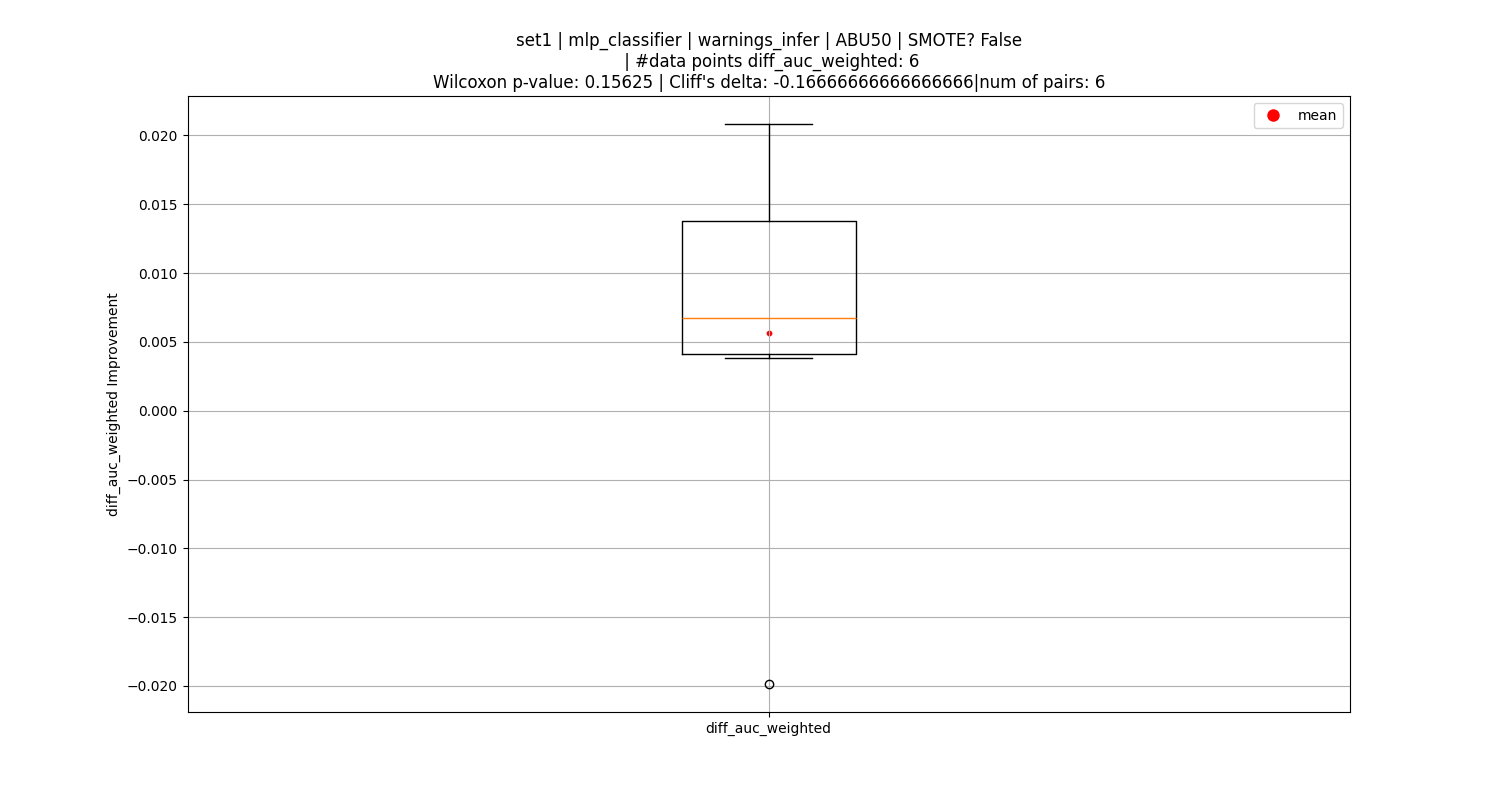 set1 | mlp_classifier | warnings_infer | ABU50 | SMOTE? False
| #data points diff_auc_weighted: 6
Wilcoxon p-value: 0.15625 | Cliff's delta: -0.16666666666666666|num of pairs: 6
mean
0.020
0.015
0.010
0.005
0.000
−0.005
−0.010
−0.015
−0.020
diff_auc_weighted Improvement
diff_auc_weighted